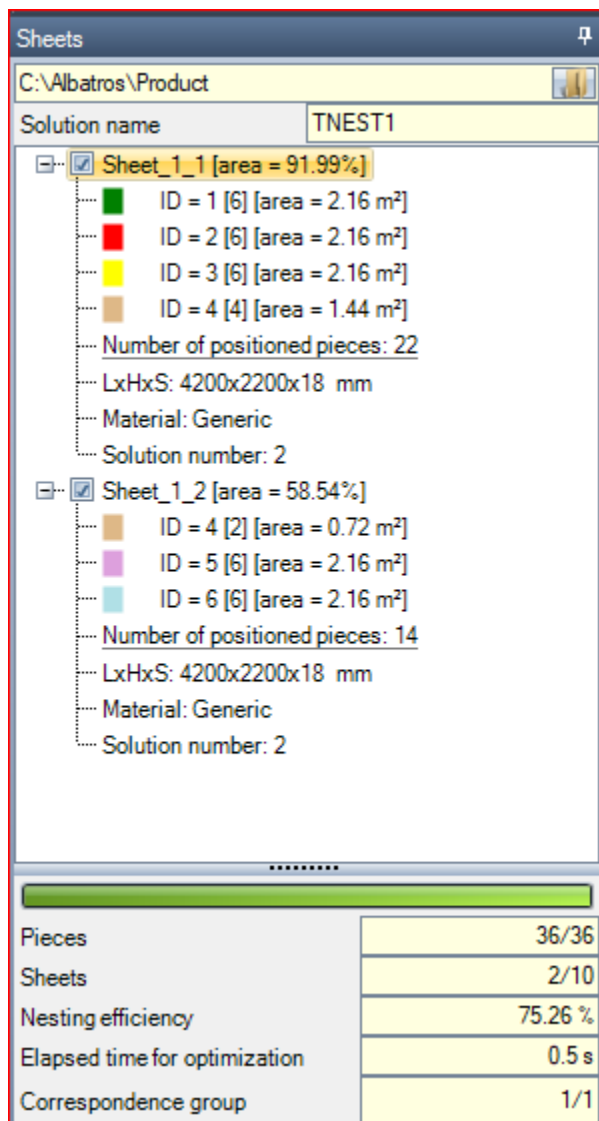 Sheets
C:\Albatros\Product
Solution name TNEST1
Sheet_1_1 [area = 91.99%]
ID = 1 [6] [area = 2.16 m²]
ID = 2 [6] [area = 2.16 m²]
ID = 3 [6] [area = 2.16 m²]
ID = 4 [4] [area = 1.44 m²]
Number of positioned pieces: 22
LxHxS: 4200x2200x18 mm
Material: Generic
Solution number: 2
Sheet_1_2 [area = 58.54%]
ID = 4 [2] [area = 0.72 m²]
ID = 5 [6] [area = 2.16 m²]
ID = 6 [6] [area = 2.16 m²]
Number of positioned pieces: 14
LxHxS: 4200x2200x18 mm
Material: Generic
Solution number: 2
Pieces 36/36
Sheets 2/10
Nesting efficiency 75.26 %
Elapsed time for optimization 0.5 s
Correspondence group 1/1